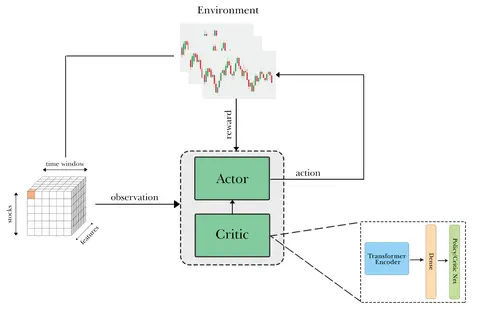 Environment
time window
stocks
features
observation
reward
Actor
action
Critic
Transformer
Encoder
Dense
Policy/Critic Net